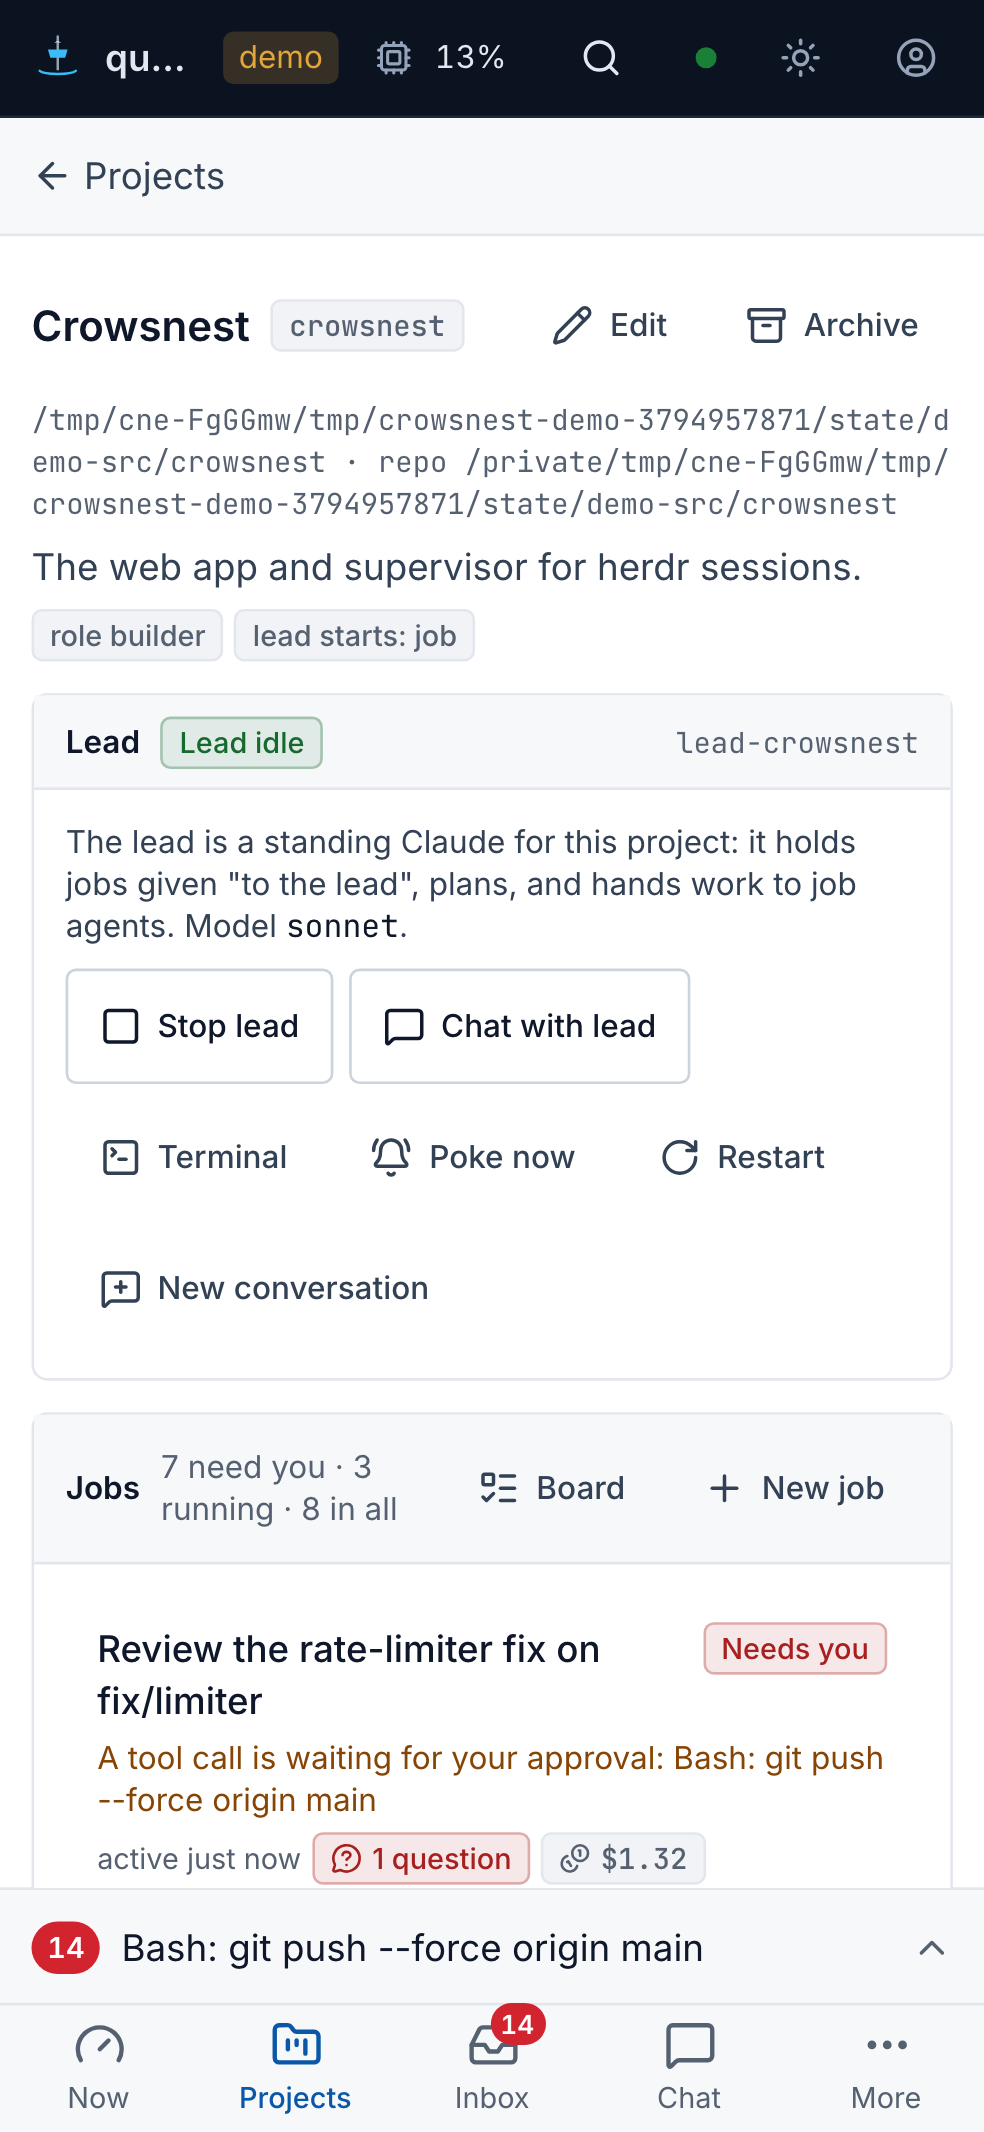 qu...
demo
13%
Projects
Crowsnest
crowsnest
Edit
Archive
/tmp/cne-FgGGmw/tmp/crowsnest-demo-3794957871/state/d
emo-src/crowsnest · repo /private/tmp/cne-FgGGmw/tmp/
crowsnest-demo-3794957871/state/demo-src/crowsnest
The web app and supervisor for herdr sessions.
role builder
lead starts: job
Lead
Lead idle
lead-crowsnest
The lead is a standing Claude for this project: it holds
jobs given "to the lead", plans, and hands work to job
agents. Model sonnet.
Stop lead
Chat with lead
Terminal
Poke now
Restart
New conversation
Jobs
7 need you · 3
running · 8 in all
Board
New job
Review the rate-limiter fix on
fix/limiter
Needs you
A tool call is waiting for your approval: Bash: git push
--force origin main
active just now
1 question
$1.32
14
Bash: git push --force origin main
Now
Projects
14
Inbox
Chat
More